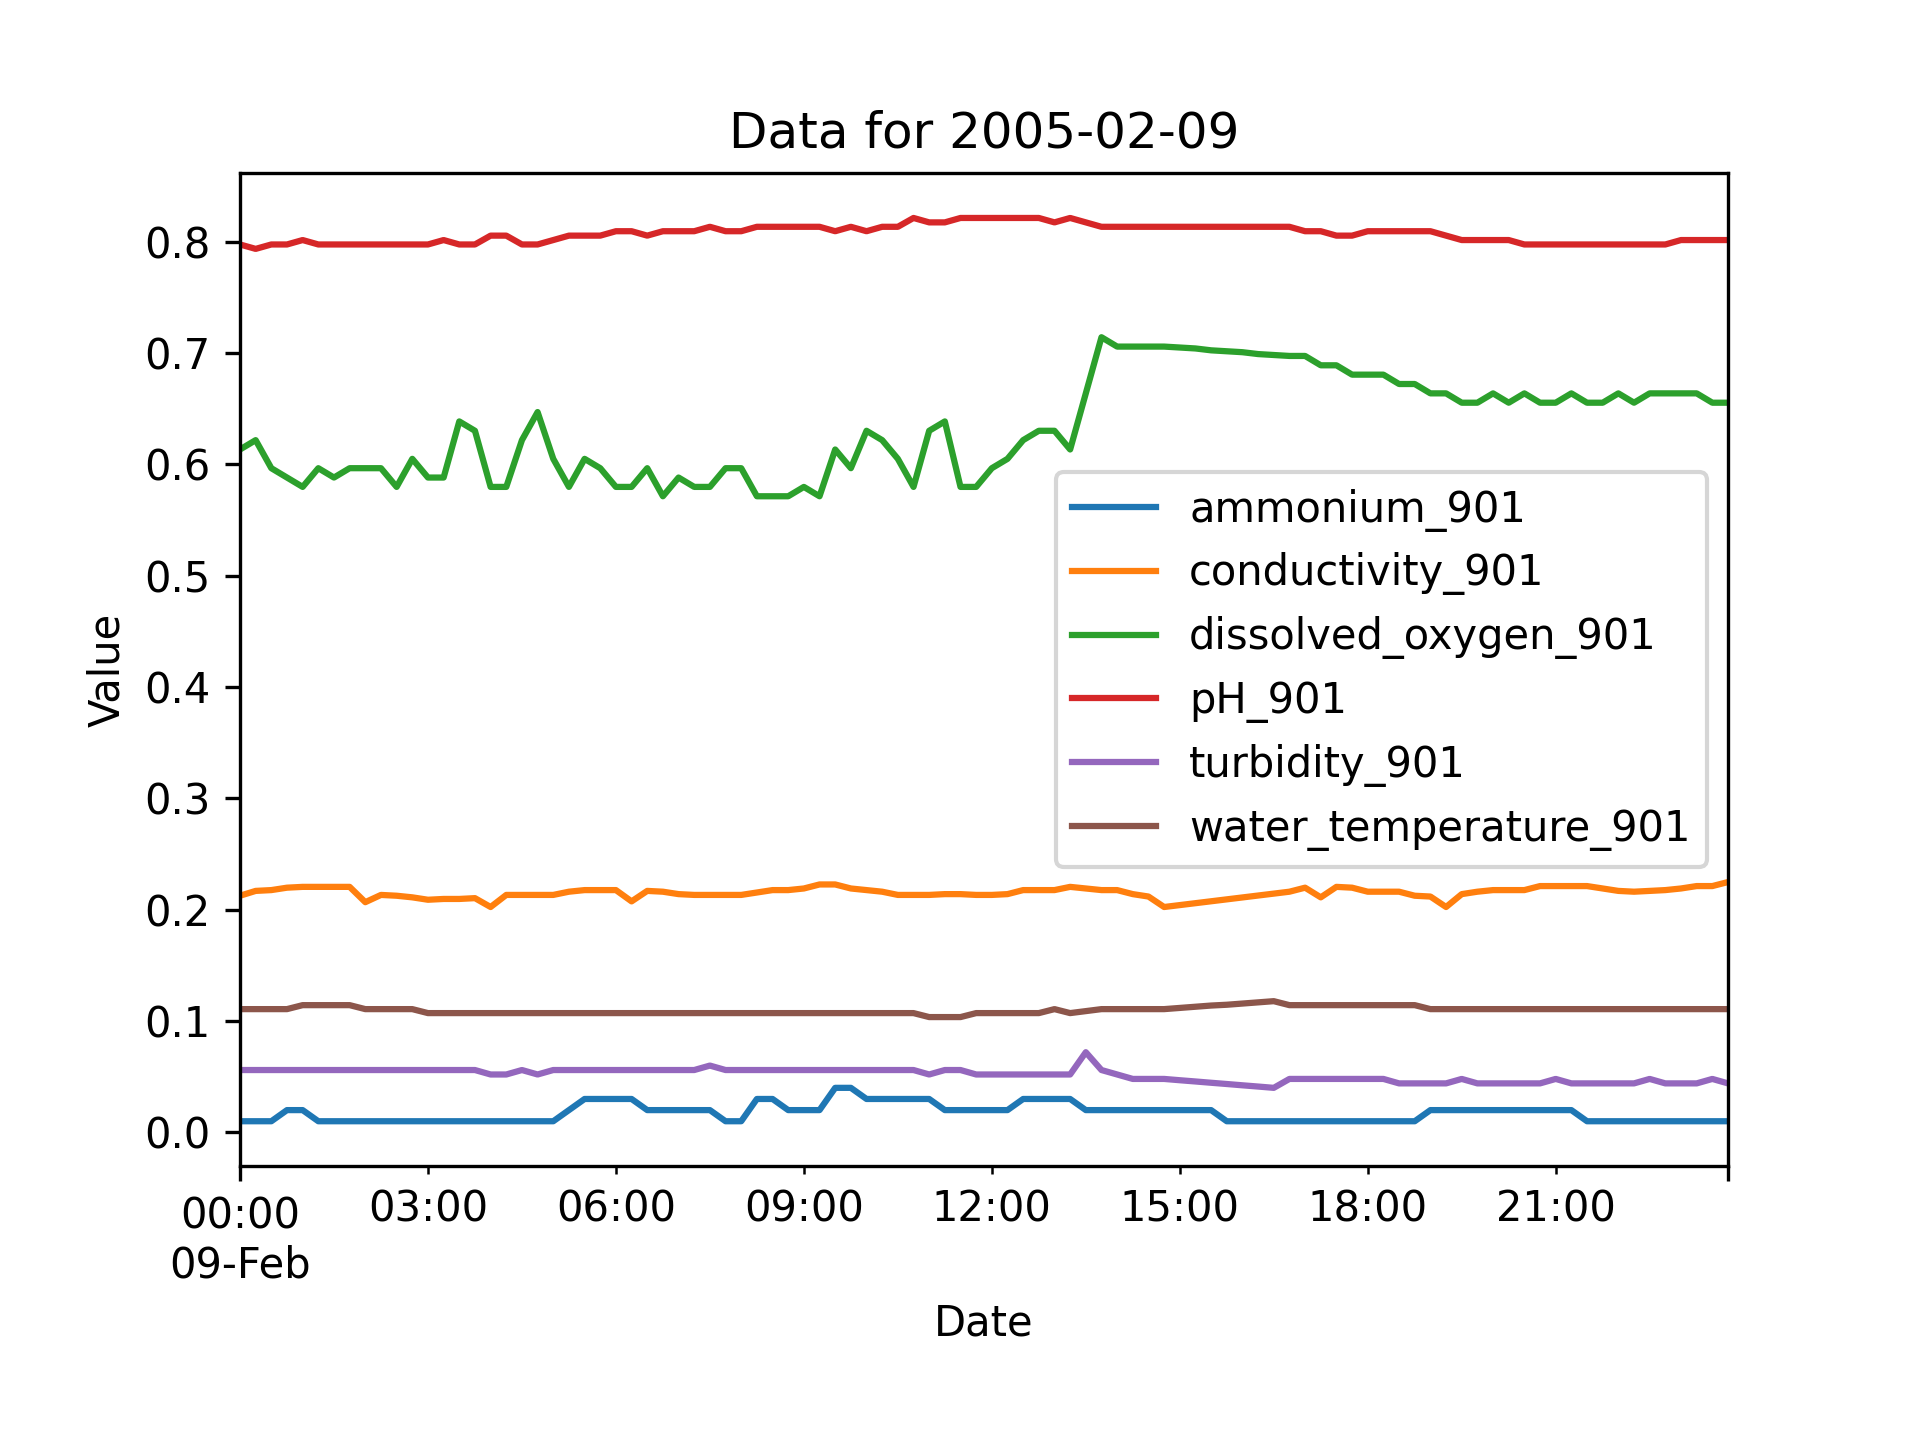 Data for 2005-02-09
Value
0.8
0.7
0.6
0.5
0.4
0.3
0.2
0.1
0.0
ammonium_901
conductivity_901
dissolved_oxygen_901
pH_901
turbidity_901
water_temperature_901
00:00 03:00 06:00 09:00 12:00 15:00 18:00 21:00
09-Feb
Date